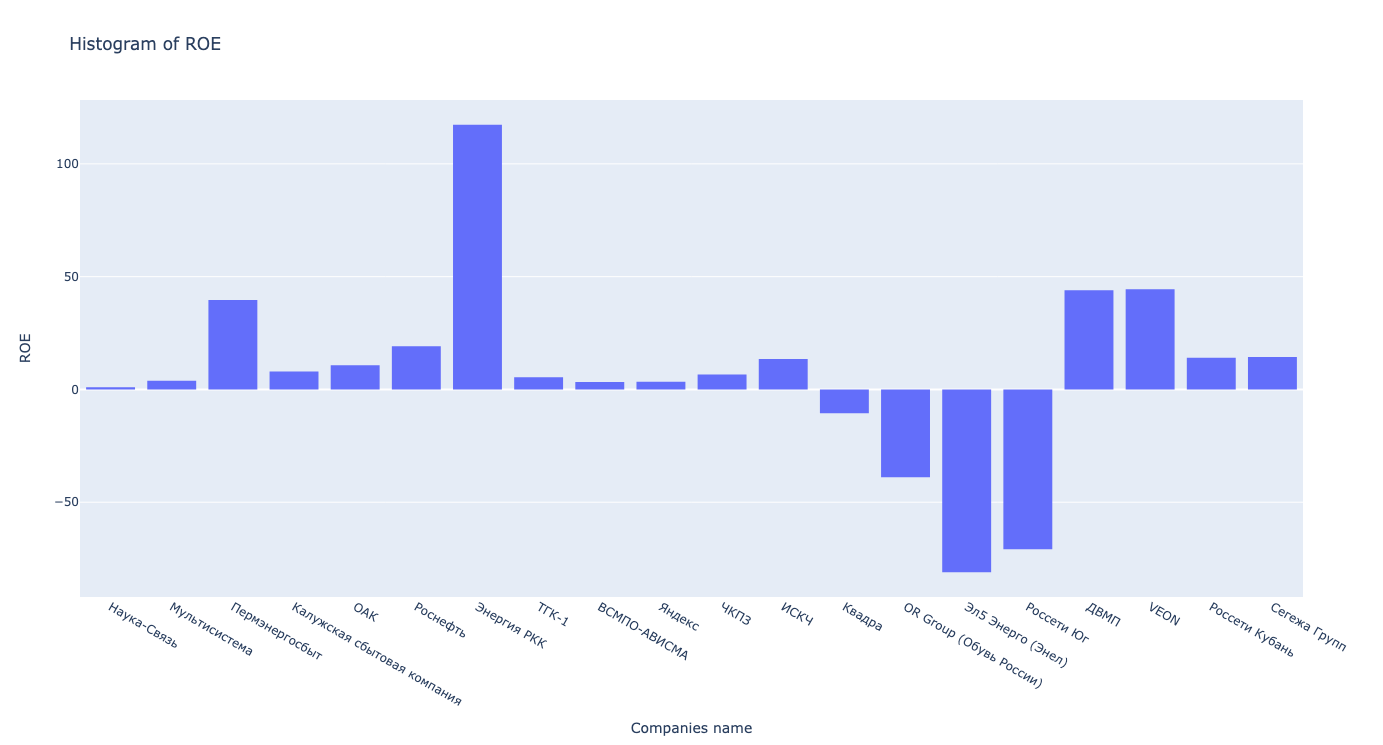 Histogram of ROE
100
50
0
−50
ROE
Наука-Связь
Мультисистема
Пермэнергосбыт
Калужская сбытовая компания
ОАК
Роснефть
Энергия РКК
ТГК-1
ВСМПО-АВИСМА
Яндекс
ЧКПЗ
ИСКЧ
Квадра
OR Group (Обувь России)
Эл5 Энерго (Энел)
Россети Юг
ДВМП
VEON
Россети Кубань
Сегежа Групп
Companies name